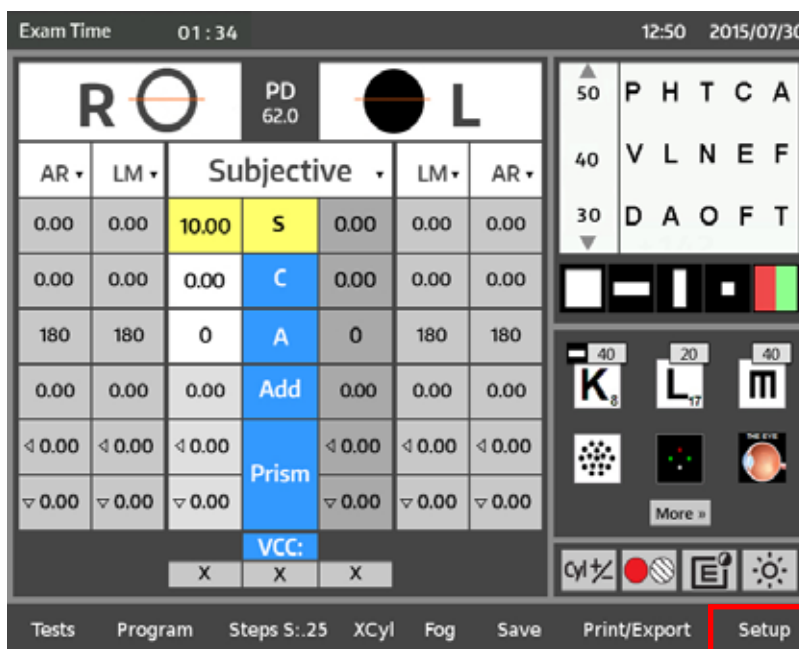 Exam Time 01:34 12:50 2015/07/30
R PD 62.0 L
AR LM Subjective LM AR
0.00 0.00 10.00 S 0.00 0.00 0.00
0.00 0.00 0.00 C 0.00 0.00 0.00
180 180 0 A 0 180 180
0.00 0.00 0.00 Add 0.00 0.00 0.00
0.00 0.00 0.00 Prism 0.00 0.00 0.00
0.00 0.00 0.00 0.00 0.00 0.00
VCC:
X X X
50 P H T C A
40 V L N E F
30 D A O F T
40 20 40
K8 L17 m
THE EYE
More »
Cyl +/- E
Tests Program Steps S:.25 XCyl Fog Save Print/Export Setup